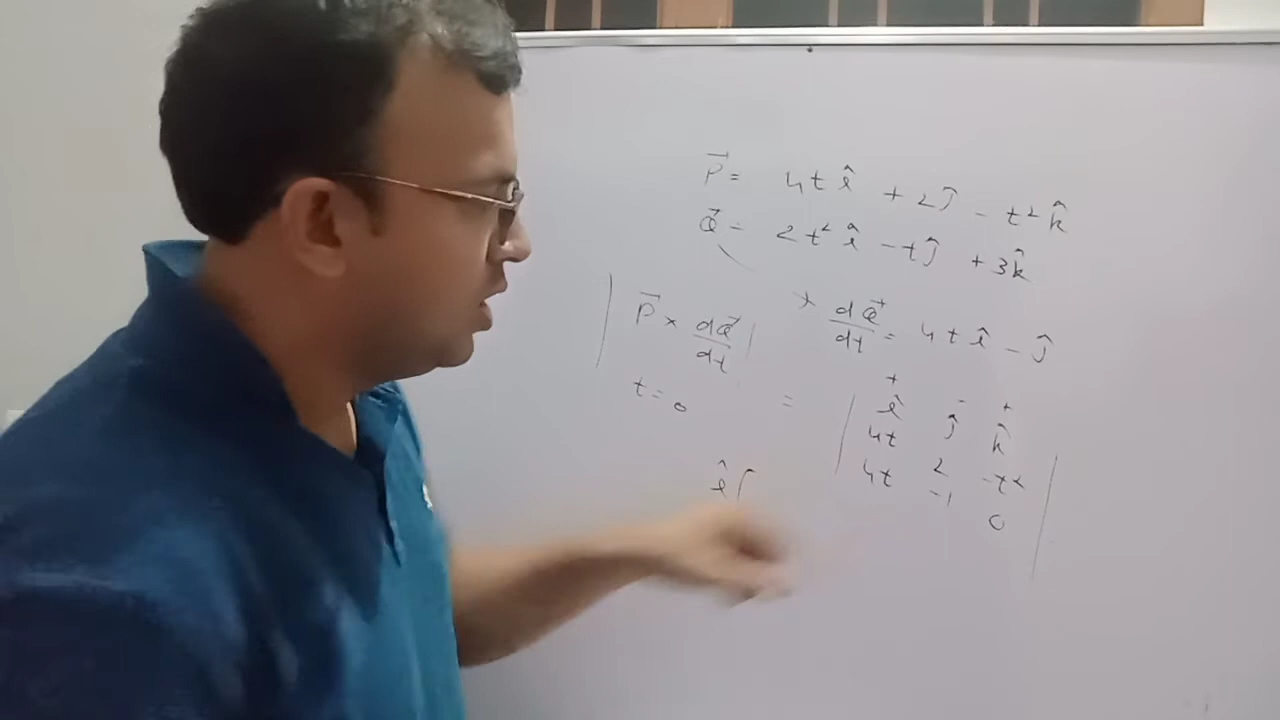 P⃗ = 4t î + 2ĵ - t² k̂
Q⃗ = 2t² î - tĵ + 3k̂
| P⃗ × dQ⃗/dt |
t = 0
dQ⃗/dt = 4t î - ĵ
= | + - +
î ĵ k̂
4t 2 -t²
4t -1 0 |
î (